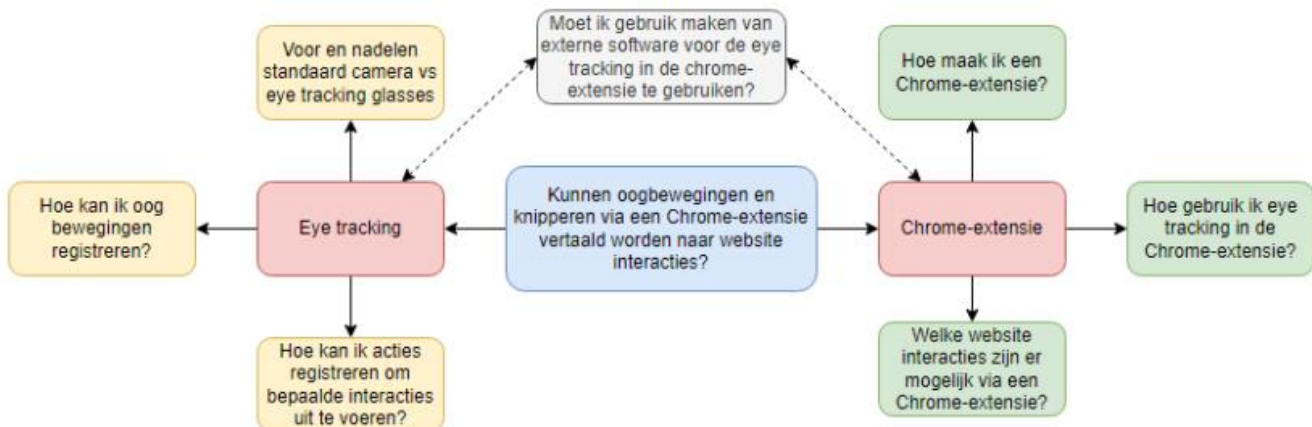 Voor en nadelen
standaard camera vs
eye tracking glasses
Moet ik gebruik maken van
externe software voor de eye
tracking in de chrome-
extensie te gebruiken?
Hoe maak ik een
Chrome-extensie?
Hoe kan ik oog
bewegingen
registreren?
Eye tracking
Kunnen oogbewegingen en
knipperen via een Chrome-extensie
vertaald worden naar website
interacties?
Chrome-extensie
Hoe gebruik ik eye
tracking in de
Chrome-extensie?
Hoe kan ik acties
registreren om
bepaalde interacties
uit te voeren?
Welke website
interacties zijn er
mogelijk via een
Chrome-extensie?